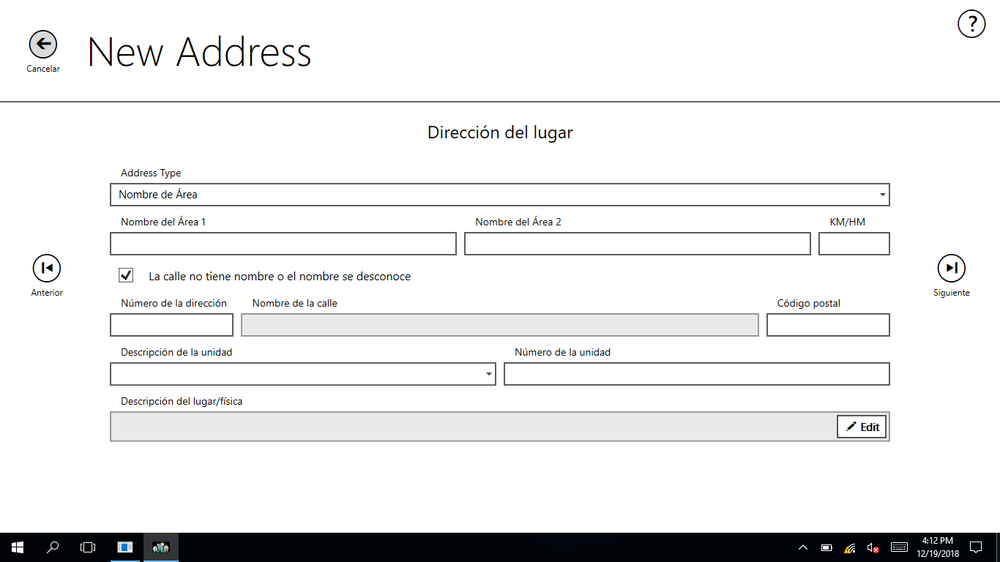 ?
Cancelar
New Address
Dirección del lugar
Address Type
Nombre de Área
Nombre del Área 1
Nombre del Área 2
KM/HM
La calle no tiene nombre o el nombre se desconoce
Anterior
Siguiente
Número de la dirección
Nombre de la calle
Código postal
Descripción de la unidad
Número de la unidad
Descripción del lugar/física
Edit
4:12 PM
12/19/2018